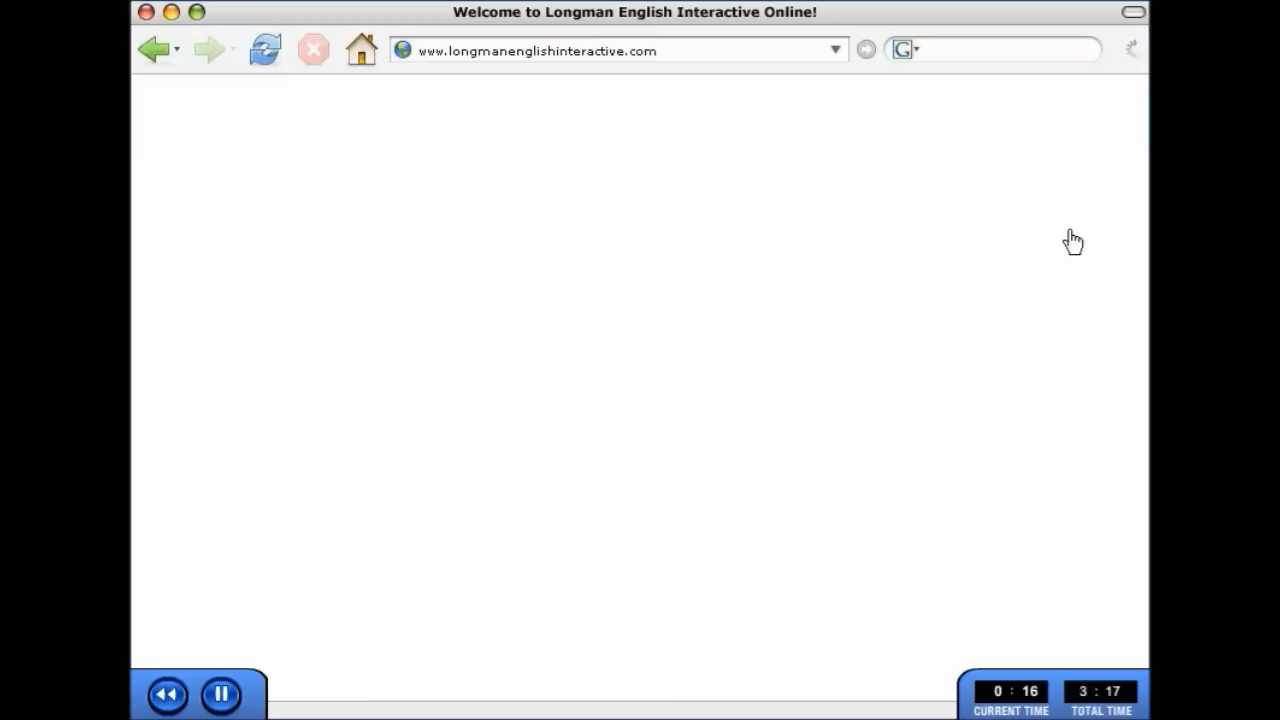 Welcome to Longman English Interactive Online!
www.longmanenglishinteractive.com
G
0 : 16
3 : 17
CURRENT TIME
TOTAL TIME